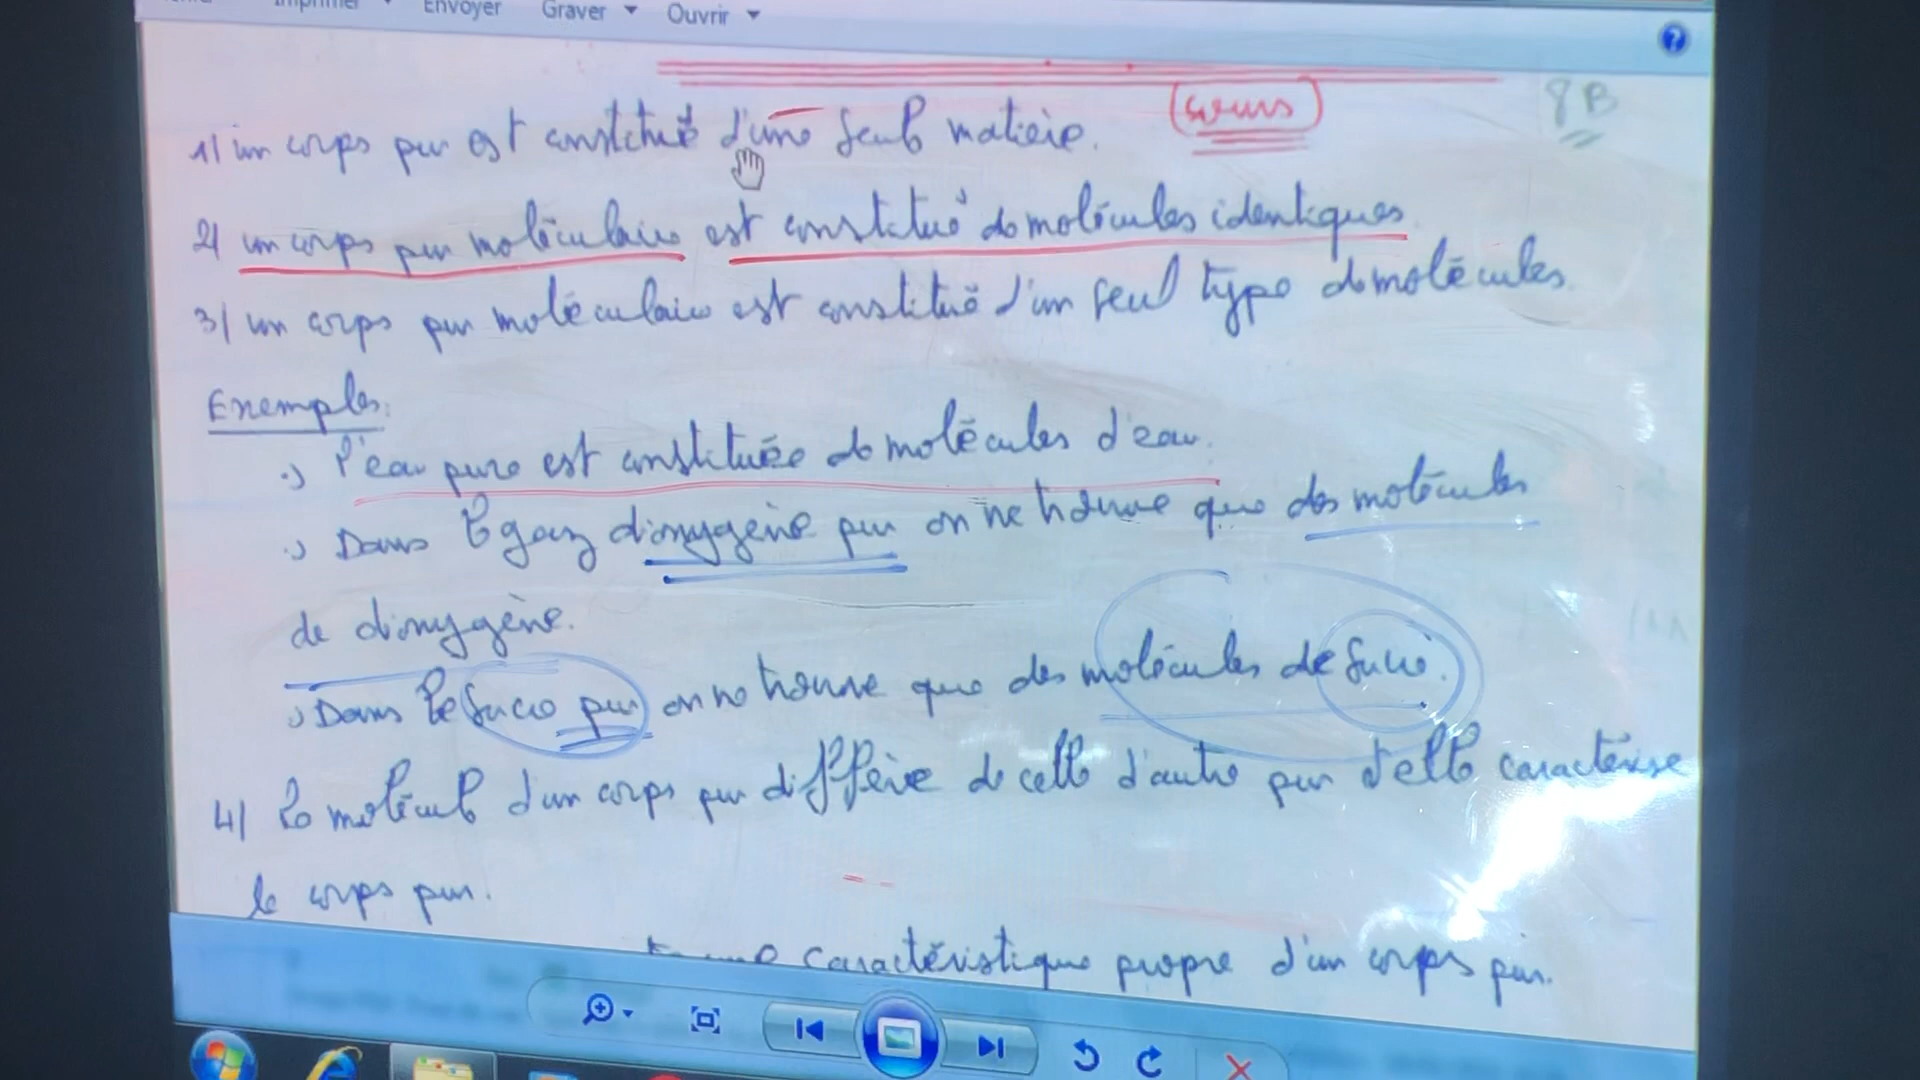 Imprimer Envoyer Graver Ouvrir
(cours) 8B
1) un corps pur est constitué d'une seule matière.
2) un corps pur moléculaire est constitué de molécules identiques.
3) un corps pur moléculaire est constitué d'un seul type de molécules.
Exemples:
.) l'eau pure est constituée de molécules d'eau.
.) Dans le gaz dioxygène pur on ne trouve que des molécules
de dioxygène.
.) Dans le sucre pur on ne trouve que des molécules de sucre.
4) La molécule d'un corps pur diffère de celle d'autre pur elle caractérise
le corps pur.
une caractéristique propre d'un corps pur.